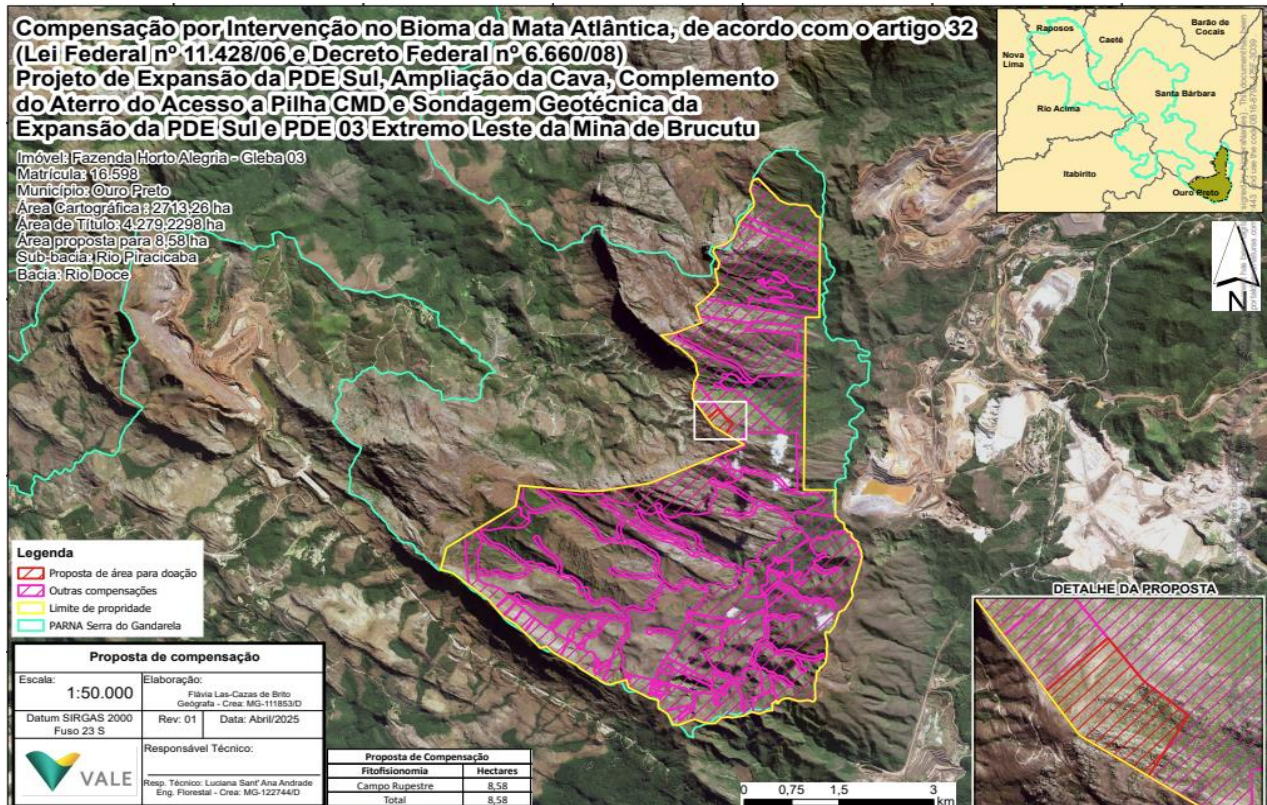 Compensação por Intervenção no Bioma da Mata Atlântica, de acordo com o artigo 32
(Lei Federal nº 11.428/06 e Decreto Federal nº 6.660/08)
Projeto de Expansão da PDE Sul, Ampliação da Cava, Complemento
do Aterro do Acesso a Pilha CMD e Sondagem Geotécnica da
Expansão da PDE Sul e PDE 03 Extremo Leste da Mina de Brucutu
Imóvel: Fazenda Horto Alegria - Gleba 03
Matrícula: 16.598
Município: Ouro Preto
Área Cartográfica : 2713,26 ha
Área de Título: 4.279,2298 ha
Área proposta para 8,58 ha
Sub-bacia: Rio Piracicaba
Bacia: Rio Doce
Raposos
Caeté
Barão de
Cocais
Nova
Lima
Rio Acima
Santa Bárbara
Itabirito
Ouro Preto
N
Legenda
Proposta de área para doação
Outras compensações
Limite de propridade
PARNA Serra do Gandarela
Proposta de compensação
Escala:
1:50.000
Elaboração:
Flávia Las-Cazas de Brito
Geógrafa - Crea: MG-111853/D
Datum SIRGAS 2000
Fuso 23 S
Rev: 01
Data: Abril/2025
VALE
Responsável Técnico:
Resp. Técnico: Luciana Sant' Ana Andrade
Eng. Florestal - Crea: MG-122744/D
Proposta de Compensação
Fitofisionomia Hectares
Campo Rupestre 8,58
Total 8,58
0 0,75 1,5 3
km
DETALHE DA PROPOSTA